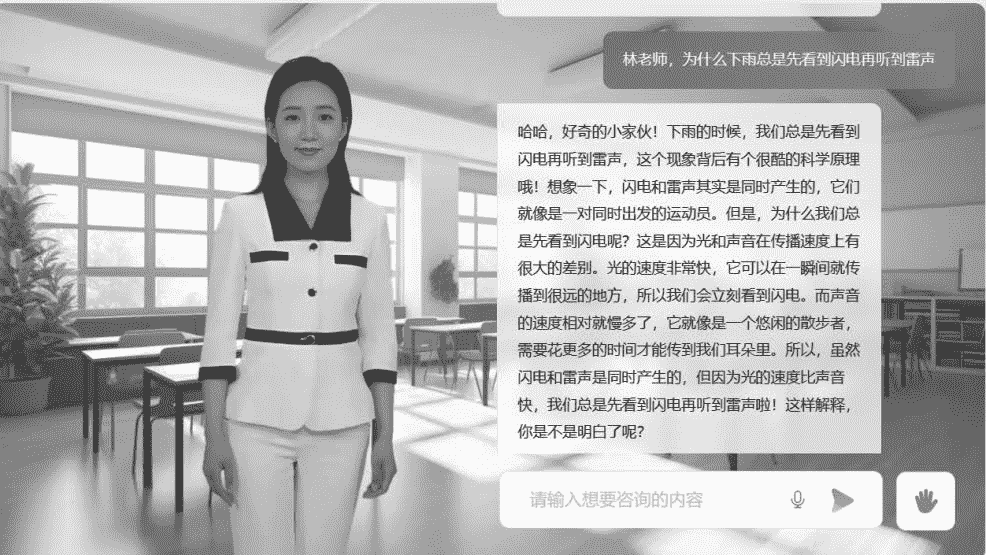 林老师，为什么下雨总是先看到闪电再听到雷声
哈哈，好奇的小家伙！下雨的时候，我们总是先看到
闪电再听到雷声，这个现象背后有个很酷的科学原理
哦！想象一下，闪电和雷声其实是同时产生的，它们
就像是一对同时出发的运动员。但是，为什么我们总
是先看到闪电呢？这是因为光和声音在传播速度上有
很大的差别。光的速度非常快，它可以在一瞬间就传
播到很远的地方，所以我们会立刻看到闪电。而声音
的速度相对就慢多了，它就像是一个悠闲的散步者，
需要花更多的时间才能传到我们耳朵里。所以，虽然
闪电和雷声是同时产生的，但因为光的速度比声音
快，我们总是先看到闪电再听到雷声啦！这样解释，
你是不是明白了呢？
请输入想要咨询的内容